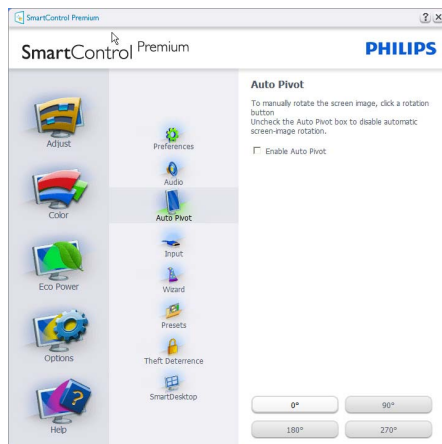 SmartControl Premium
SmartControl Premium
PHILIPS
Adjust
Color
Eco Power
Options
Help
Preferences
Audio
Auto Pivot
Input
Wizard
Presets
Theft Deterrence
SmartDesktop
Auto Pivot
To manually rotate the screen image, click a rotation
button
Uncheck the Auto Pivot box to disable automatic
screen-image rotation.
Enable Auto Pivot
0° 90°
180° 270°